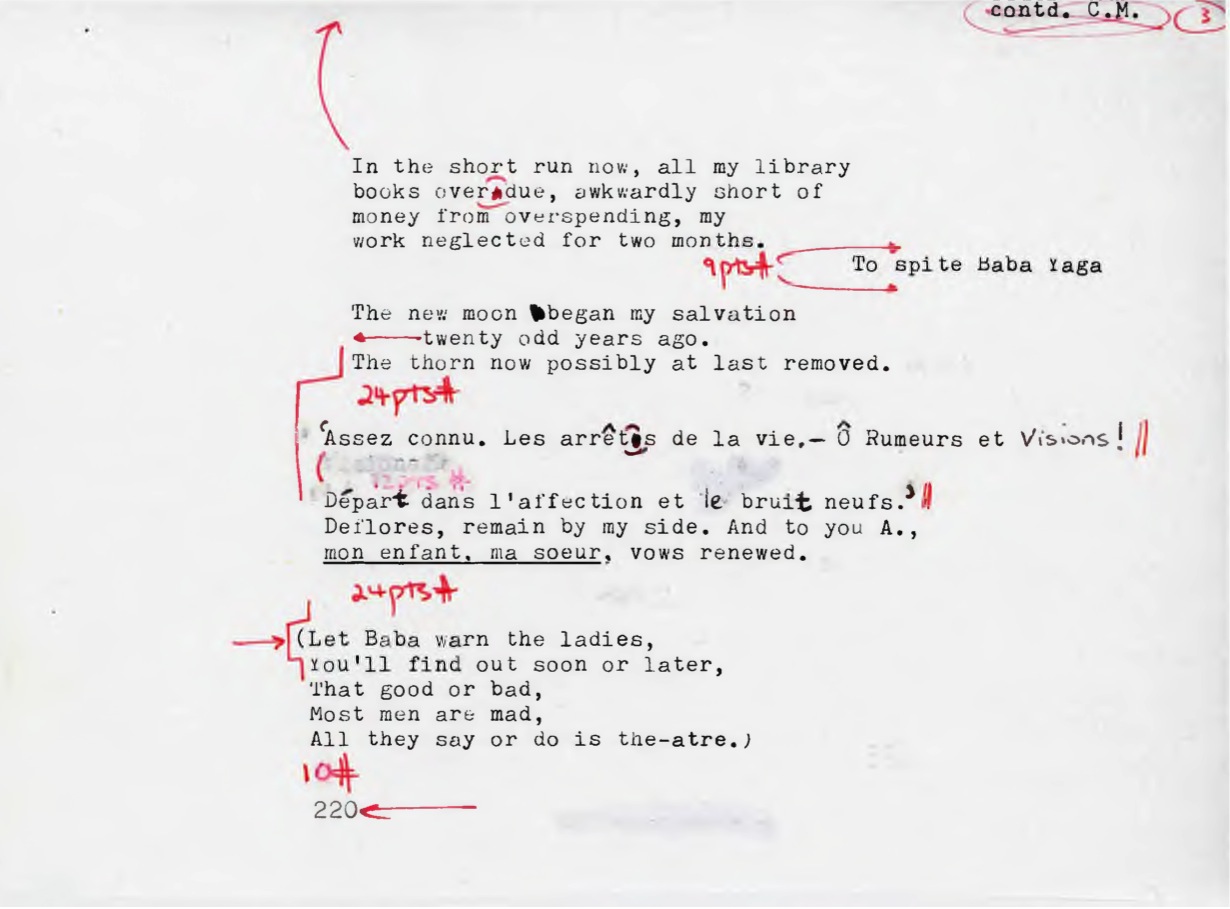 contd. C.M. 3
In the short run now, all my library
books overdue, awkwardly short of
money from overspending, my
work neglected for two months.
9pts# To spite Baba Yaga
The new moon began my salvation
twenty odd years ago.
The thorn now possibly at last removed.
24pts#
‘Assez connu. Les arrêts de la vie.– Ô Rumeurs et Visions!
12pts #
Départ dans l'affection et le bruit neufs.’
Deflores, remain by my side. And to you A.,
mon enfant, ma soeur, vows renewed.
24pts#
(Let Baba warn the ladies,
You'll find out soon or later,
That good or bad,
Most men are mad,
All they say or do is the-atre.)
10#
220